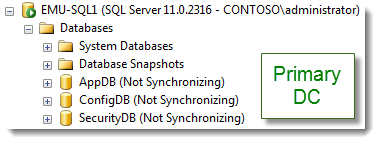 EMU-SQL1 (SQL Server 11.0.2316 - CONTOSO\administrator)
Databases
System Databases
Database Snapshots
AppDB (Not Synchronizing)
ConfigDB (Not Synchronizing)
SecurityDB (Not Synchronizing)
Primary
DC